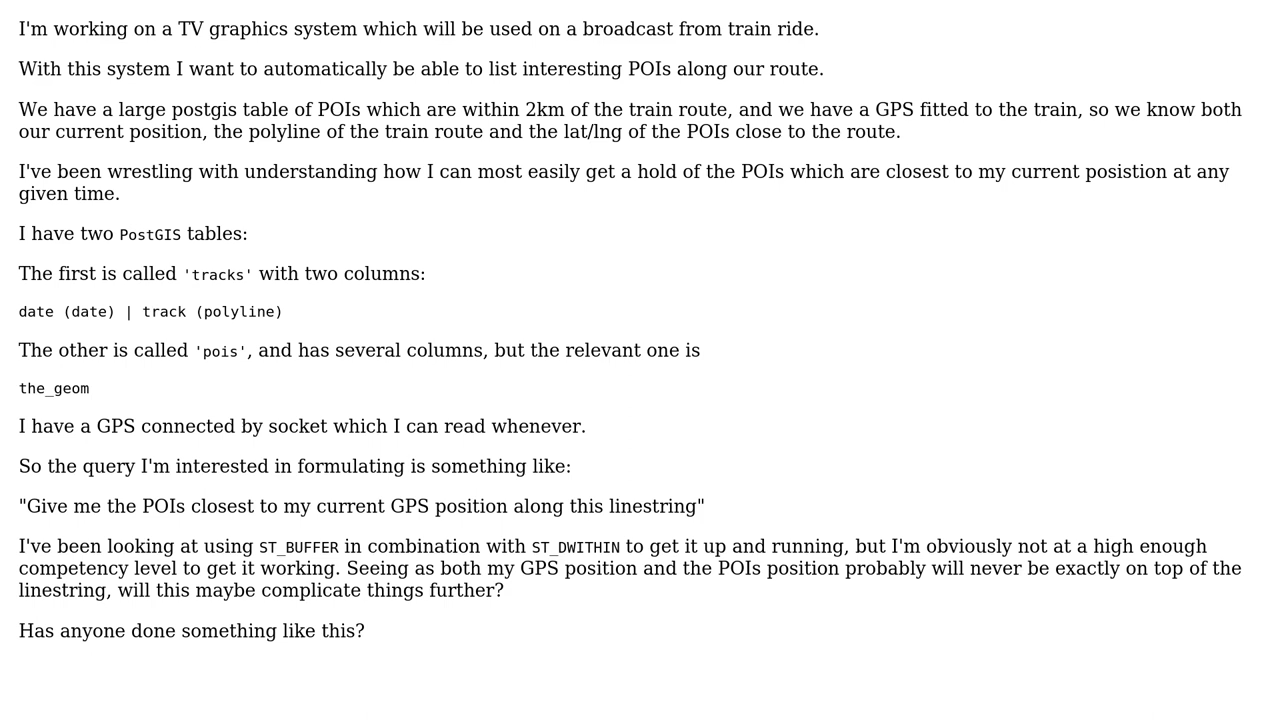 I'm working on a TV graphics system which will be used on a broadcast from train ride.
With this system I want to automatically be able to list interesting POIs along our route.
We have a large postgis table of POIs which are within 2km of the train route, and we have a GPS fitted to the train, so we know both
our current position, the polyline of the train route and the lat/lng of the POIs close to the route.
I've been wrestling with understanding how I can most easily get a hold of the POIs which are closest to my current posistion at any
given time.
I have two PostGIS tables:
The first is called 'tracks' with two columns:
date (date) | track (polyline)
The other is called 'pois', and has several columns, but the relevant one is
the_geom
I have a GPS connected by socket which I can read whenever.
So the query I'm interested in formulating is something like:
"Give me the POIs closest to my current GPS position along this linestring"
I've been looking at using ST_BUFFER in combination with ST_DWITHIN to get it up and running, but I'm obviously not at a high enough
competency level to get it working. Seeing as both my GPS position and the POIs position probably will never be exactly on top of the
linestring, will this maybe complicate things further?
Has anyone done something like this?